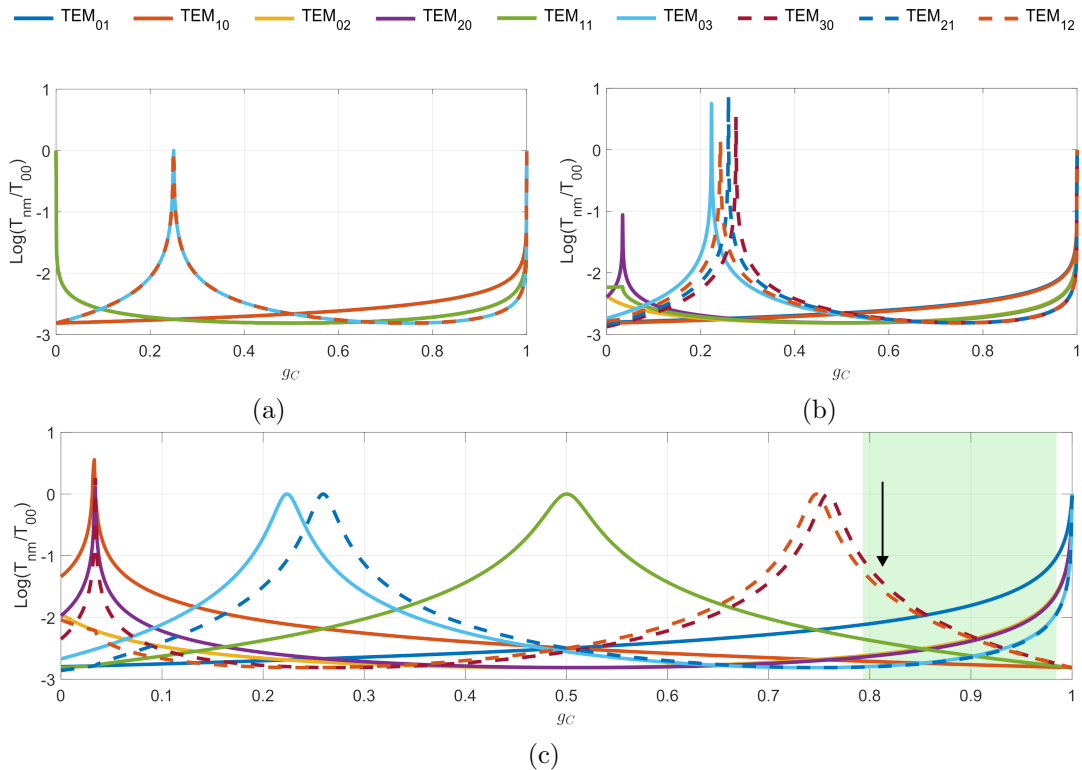 TEM01 TEM10 TEM02 TEM20 TEM11 TEM03 TEM30 TEM21 TEM12
1
0
-1
-2
-3
Log(Tnm/T00)
0 0.2 0.4 0.6 0.8 1
gC
(a)
1
0
-1
-2
-3
Log(Tnm/T00)
0 0.2 0.4 0.6 0.8 1
gC
(b)
1
0
-1
-2
-3
Log(Tnm/T00)
0 0.1 0.2 0.3 0.4 0.5 0.6 0.7 0.8 0.9 1
gC
(c)